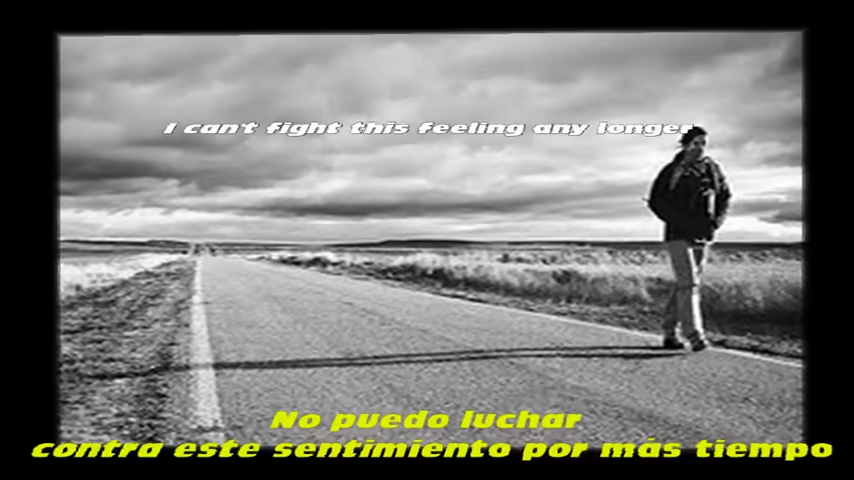 I can't fight this feeling any longer
No puedo luchar
contra este sentimiento por más tiempo